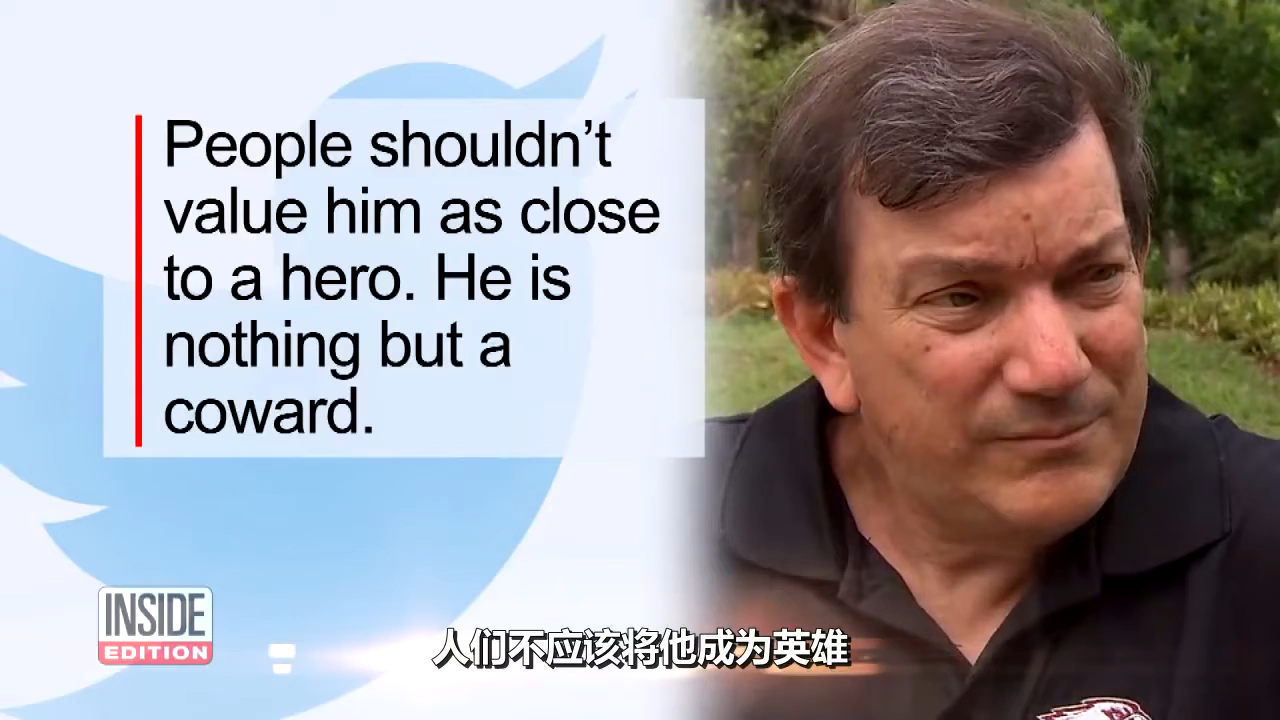 People shouldn’t
value him as close
to a hero. He is
nothing but a
coward.
INSIDE
EDITION
人们不应该将他成为英雄